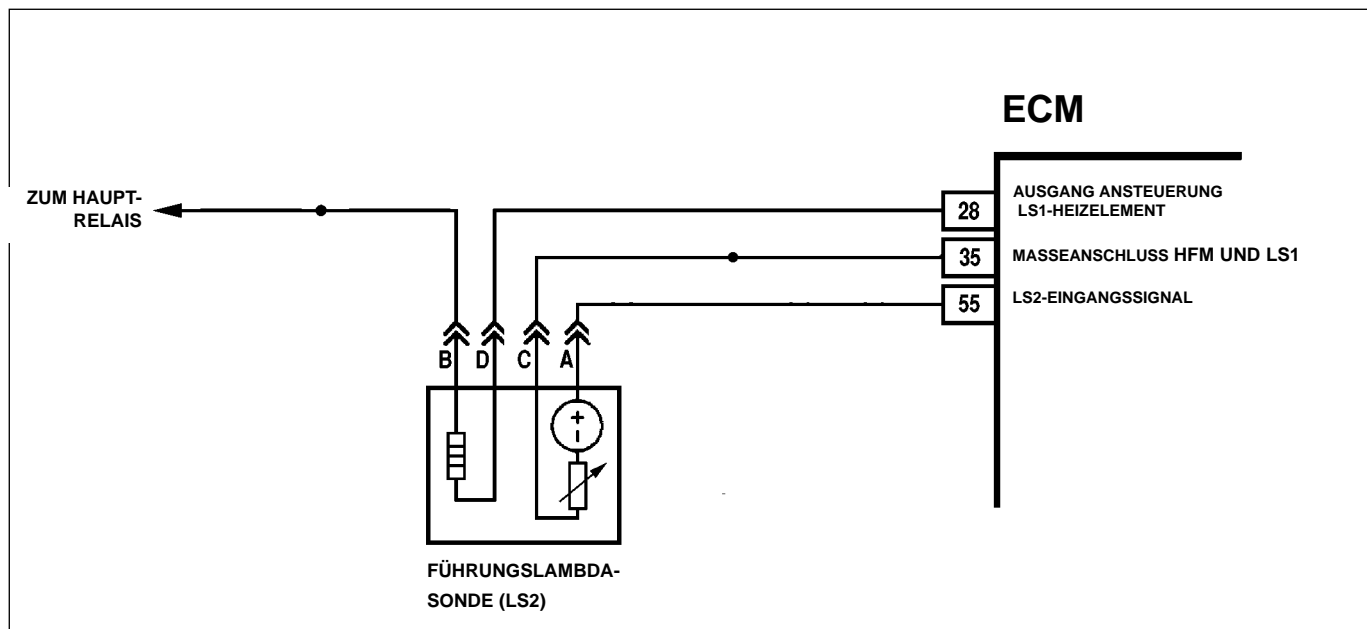 ECM
ZUM HAUPT-
RELAIS
28
AUSGANG ANSTEUERUNG
LS1-HEIZELEMENT
35
MASSEANSCHLUSS HFM UND LS1
55
LS2-EINGANGSSIGNAL
B D C A
+
–
FÜHRUNGSLAMBDA-
SONDE (LS2)